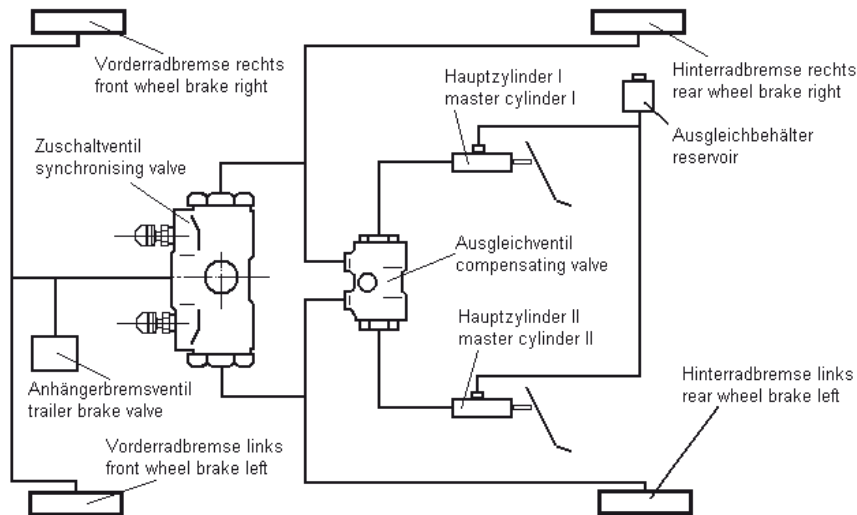 Vorderradbremse rechts
front wheel brake right
Hauptzylinder I
master cylinder I
Hinterradbremse rechts
rear wheel brake right
Ausgleichbehälter
reservoir
Zuschaltventil
synchronising valve
Ausgleichventil
compensating valve
Hauptzylinder II
master cylinder II
Anhängerbremsventil
trailer brake valve
Hinterradbremse links
rear wheel brake left
Vorderradbremse links
front wheel brake left